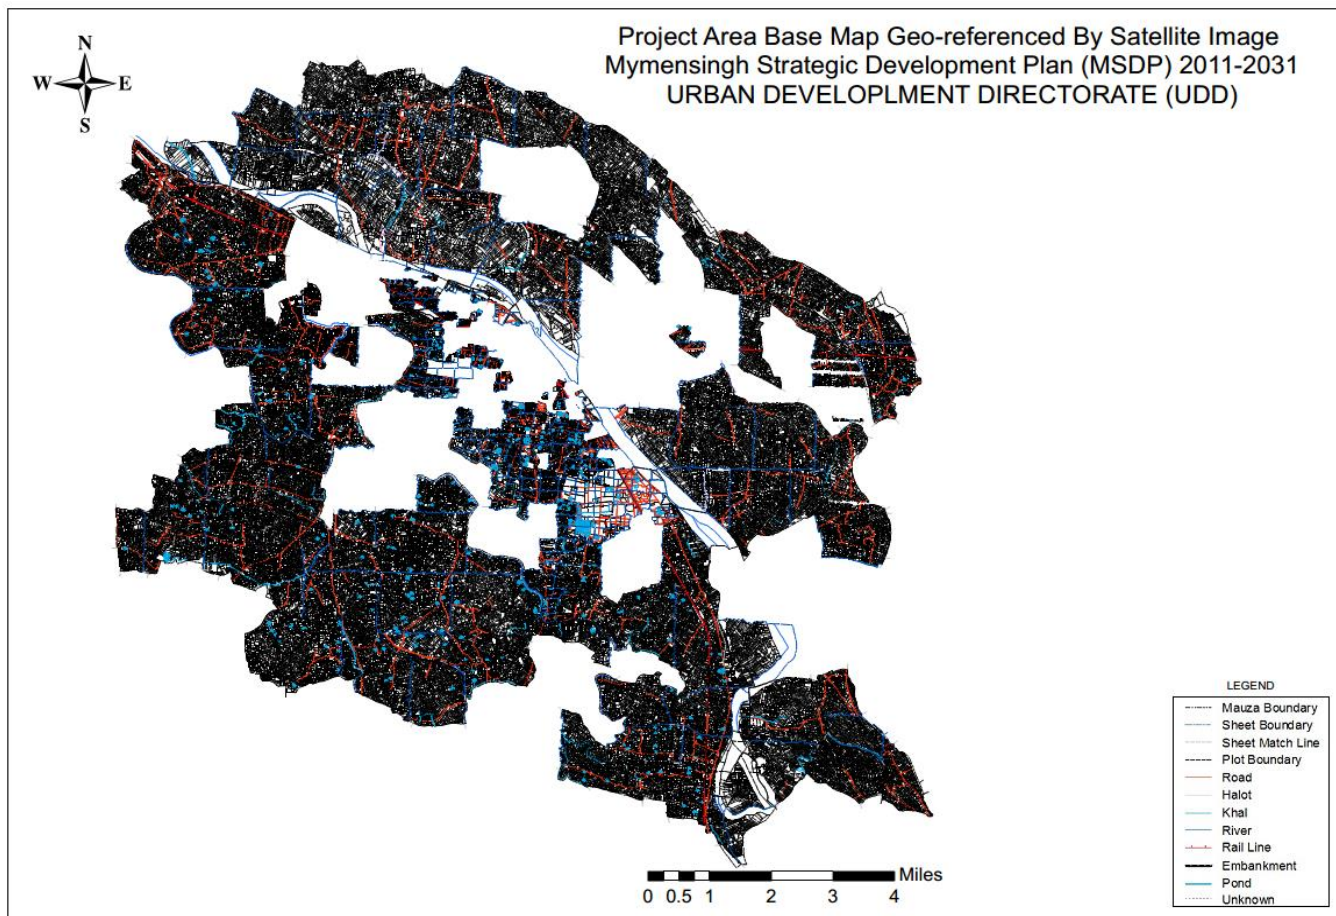 Project Area Base Map Geo-referenced By Satellite Image
Mymensingh Strategic Development Plan (MSDP) 2011-2031
URBAN DEVELOPLMENT DIRECTORATE (UDD)
N
W E
S
LEGEND
Mauza Boundary
Sheet Boundary
Sheet Match Line
Plot Boundary
Road
Halot
Khal
River
Rail Line
Embankment
Pond
Unknown
Miles
0 0.5 1 2 3 4